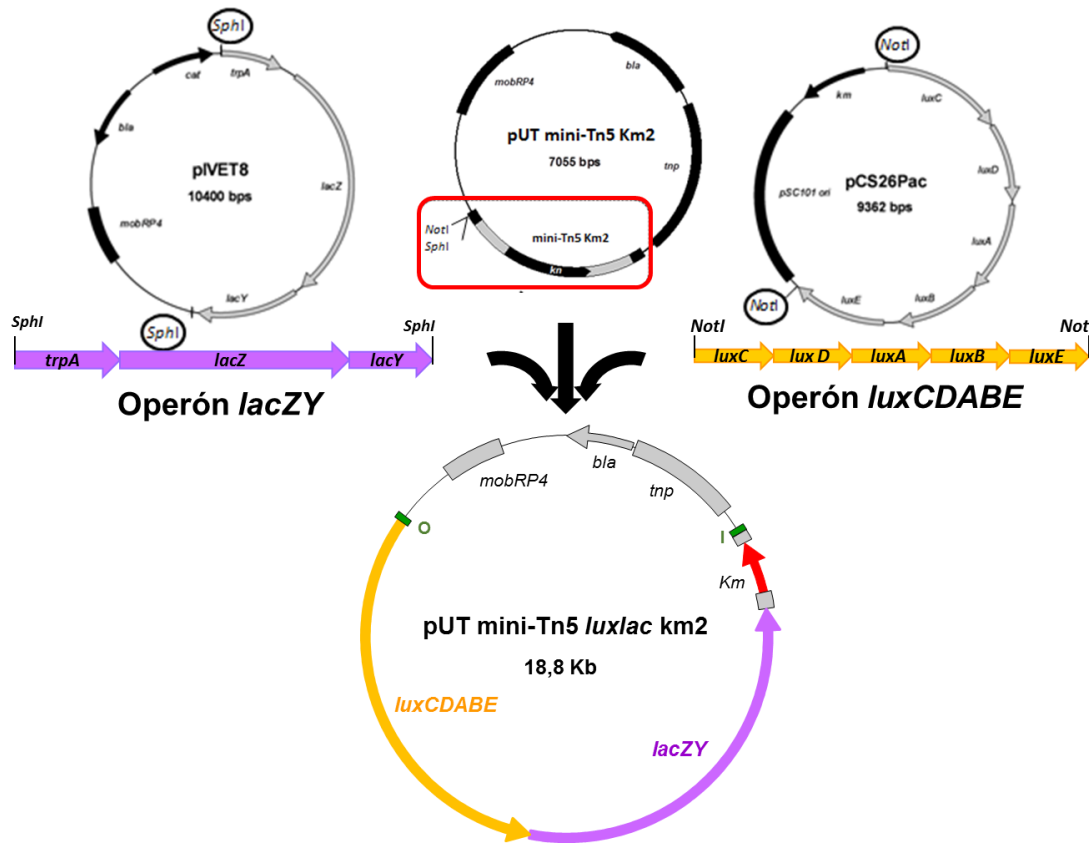 SphI
cat
trpA
bla
pIVET8
10400 bps
lacZ
mobRP4
lacY
SphI
bla
mobRP4
pUT mini-Tn5 Km2
7055 bps
tnp
NotI
SphI
mini-Tn5 Km2
kn
NotI
km
luxC
luxD
pCS26Pac
9362 bps
pSC101 ori
luxA
luxB
luxE
NotI
SphI
SphI
trpA
lacZ
lacY
Operón lacZY
NotI
Not
luxC
lux D
luxA
luxB
luxE
Operón luxCDABE
bla
mobRP4
tnp
O
I
Km
pUT mini-Tn5 luxlac km2
18,8 Kb
luxCDABE
lacZY